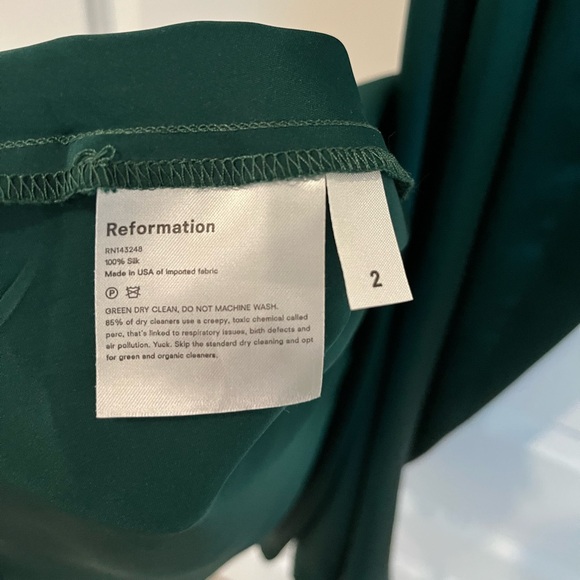 Reformation
RN143248
100% Silk
Made in USA of imported fabric
P
GREEN DRY CLEAN, DO NOT MACHINE WASH.
85% of dry cleaners use a creepy, toxic chemical called
perc, that's linked to respiratory issues, birth defects and
air pollution. Yuck. Skip the standard dry cleaning and opt
for green and organic cleaners.
2